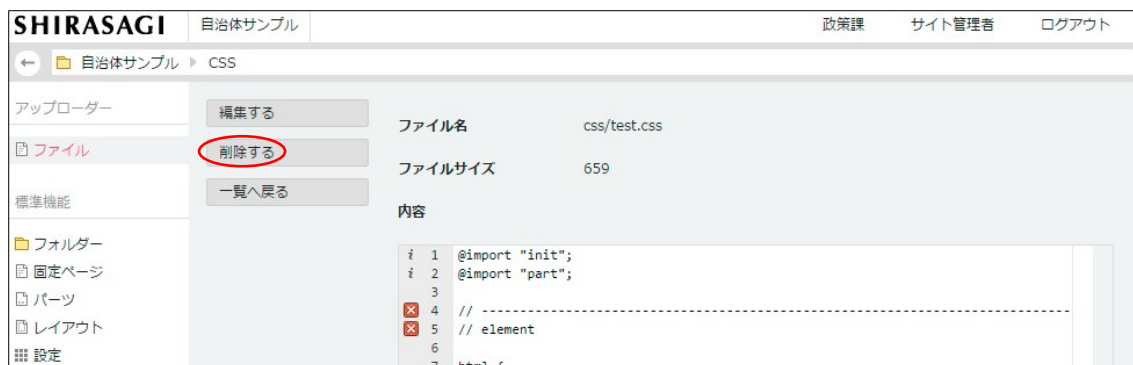 SHIRASAGI 自治体サンプル 政策課 サイト管理者 ログアウト
← 自治体サンプル ▶ CSS
アップローダー
ファイル
標準機能
フォルダー
固定ページ
パーツ
レイアウト
設定
編集する
削除する
一覧へ戻る
ファイル名 css/test.css
ファイルサイズ 659
内容
i 1 @import "init";
i 2 @import "part";
3
4 // ---------------------------------------------------------------------------
5 // element
6
7 html {